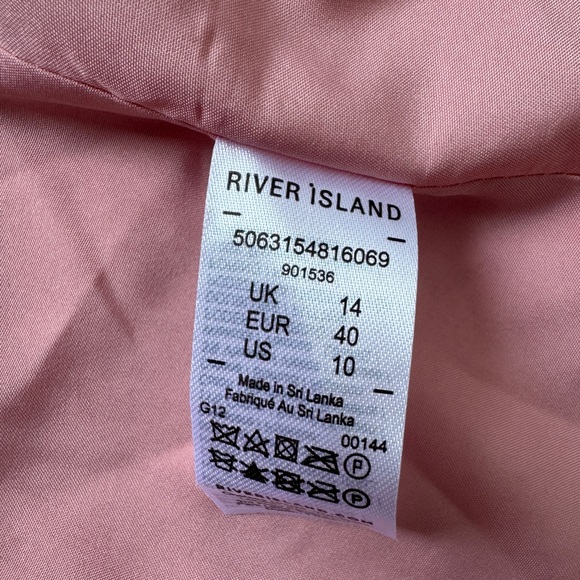 RIVER ISLAND
5063154816069
901536
UK 14
EUR 40
US 10
Made in Sri Lanka
Fabriqué Au Sri Lanka
G12
00144
P
P